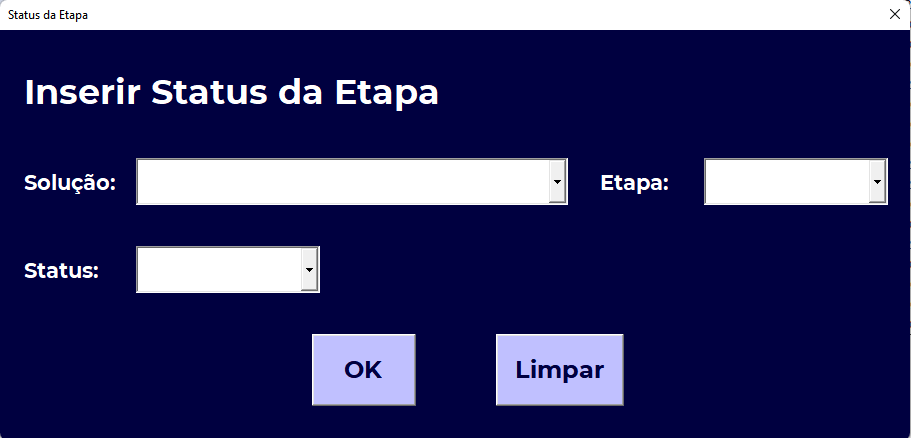 Status da Etapa
Inserir Status da Etapa
Solução: Etapa:
Status:
OK Limpar